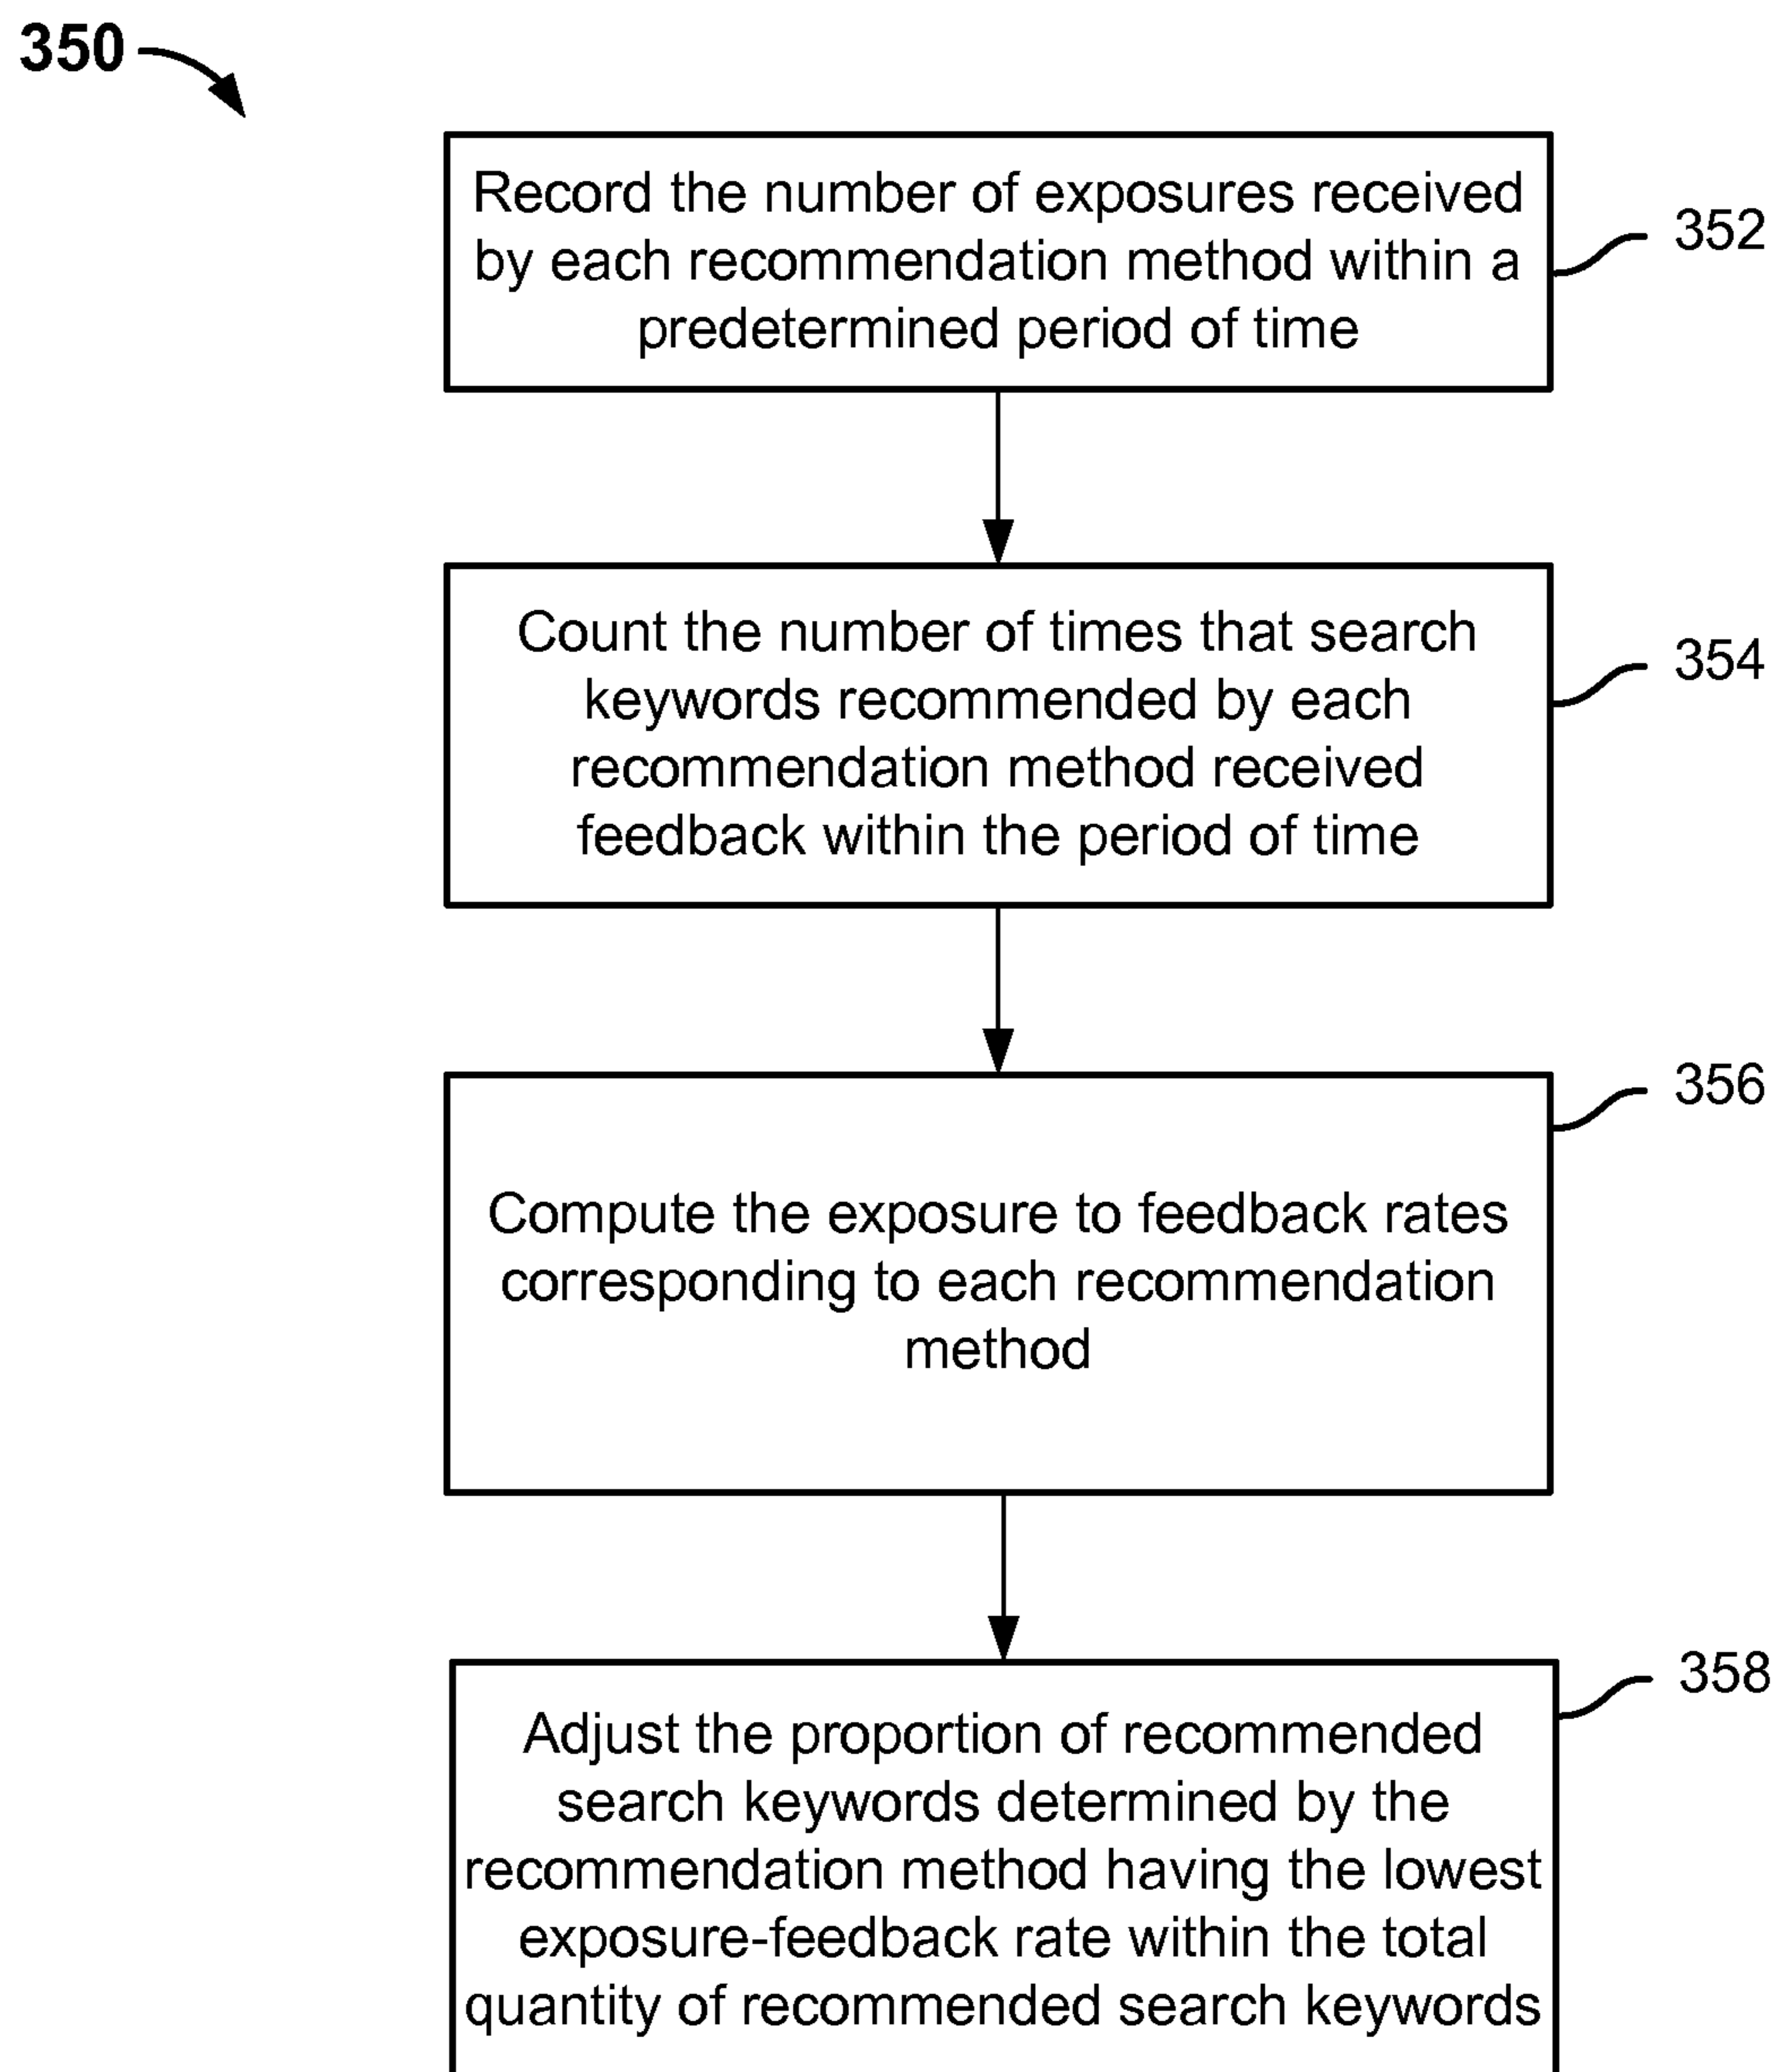 350
Record the number of exposures received
by each recommendation method within a
predetermined period of time
352
Count the number of times that search
keywords recommended by each
recommendation method received
feedback within the period of time
354
356
Compute the exposure to feedback rates
corresponding to each recommendation
method
358
Adjust the proportion of recommended
search keywords determined by the
recommendation method having the lowest
exposure-feedback rate within the total
quantity of recommended search keywords